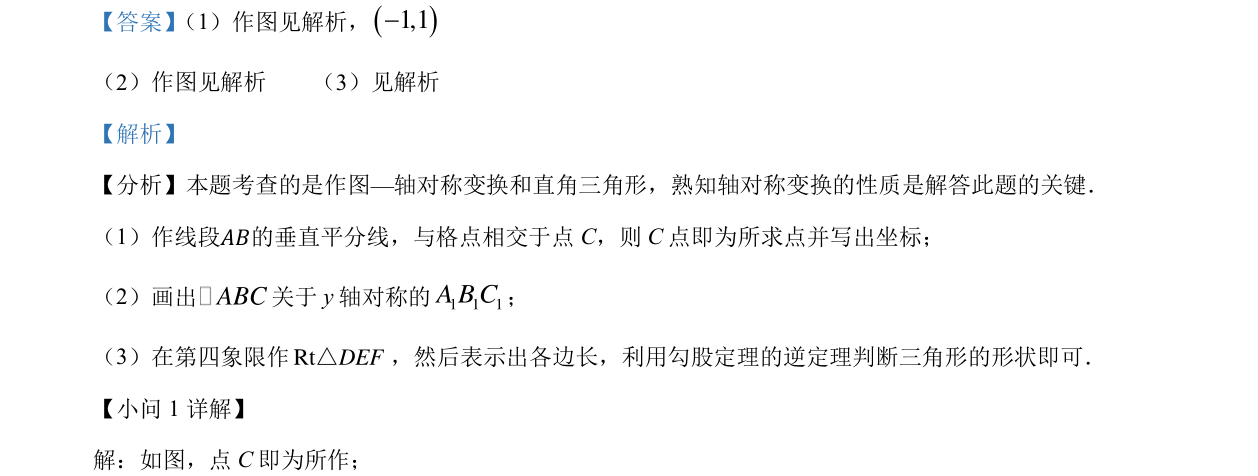 【答案】（1）作图见解析，(−1,1)
（2）作图见解析　　（3）见解析
【解析】
【分析】本题考查的是作图—轴对称变换和直角三角形，熟知轴对称变换的性质是解答此题的关键．
（1）作线段AB的垂直平分线，与格点相交于点 C，则 C 点即为所求点并写出坐标；
（2）画出□ABC 关于 y 轴对称的 A₁B₁C₁；
（3）在第四象限作 Rt△DEF ，然后表示出各边长，利用勾股定理的逆定理判断三角形的形状即可．
【小问 1 详解】
解：如图，点 C 即为所作；